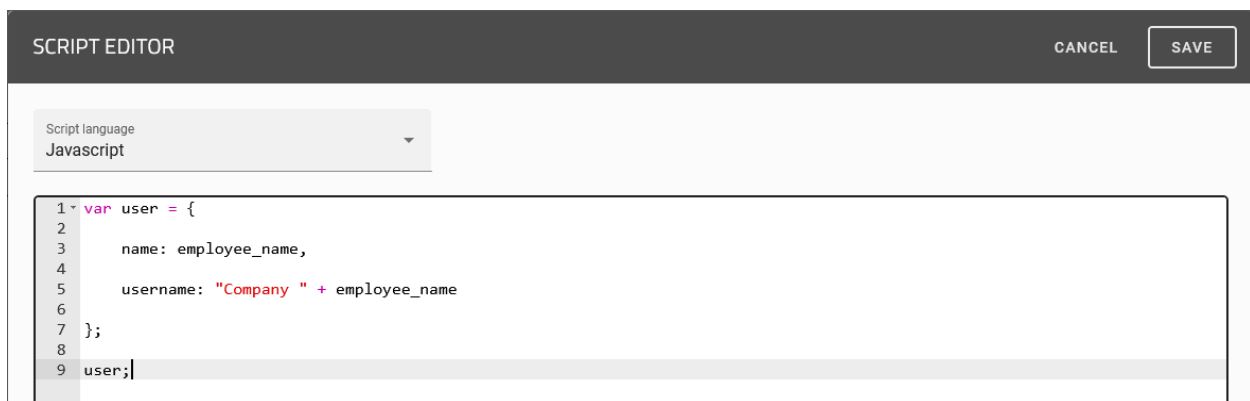 SCRIPT EDITOR CANCEL SAVE
Script language
Javascript
1 var user = {
2
3 name: employee_name,
4
5 username: "Company " + employee_name
6
7 };
8
9 user;